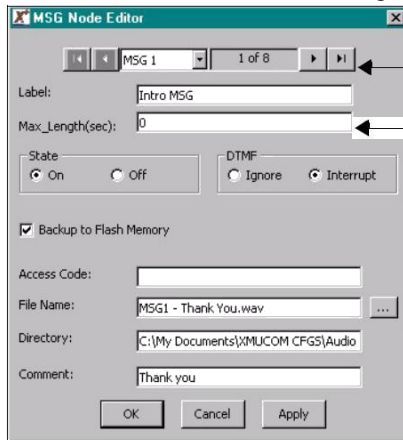 MSG Node Editor
MSG 1 1 of 8
Label: Intro MSG
Max_Length(sec): 0
State DTMF
On Off Ignore Interrupt
Backup to Flash Memory
Access Code:
File Name: MSG1 - Thank You.wav ...
Directory: C:\My Documents\XMUCOM CFGS\Audio
Comment: Thank you
OK Cancel Apply